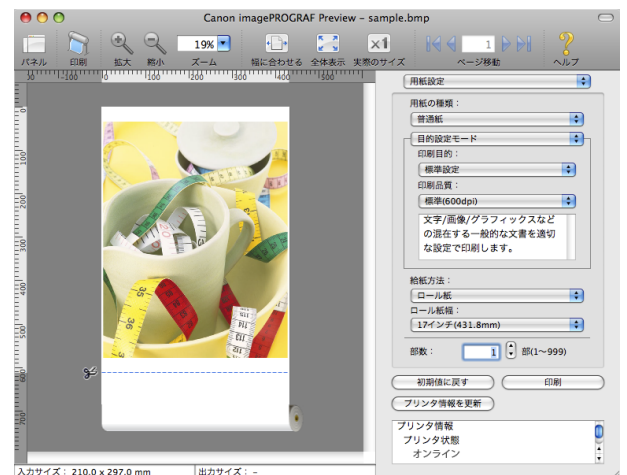 Canon imagePROGRAF Preview – sample.bmp
パネル 印刷 拡大 縮小 19% ズーム 幅に合わせる 全体表示 実際のサイズ 1 ページ移動 ヘルプ
用紙設定
用紙の種類：
普通紙
目的設定モード
印刷目的：
標準設定
印刷品質：
標準(600dpi)
文字/画像/グラフィックスなど
の混在する一般的な文書を適切
な設定で印刷します。
給紙方法：
ロール紙
ロール紙幅：
17インチ(431.8mm)
部数： 1 部(1〜999)
初期値に戻す 印刷
プリンタ情報を更新
プリンタ情報
プリンタ状態
オンライン
入力サイズ： 210.0 x 297.0 mm 出力サイズ： –